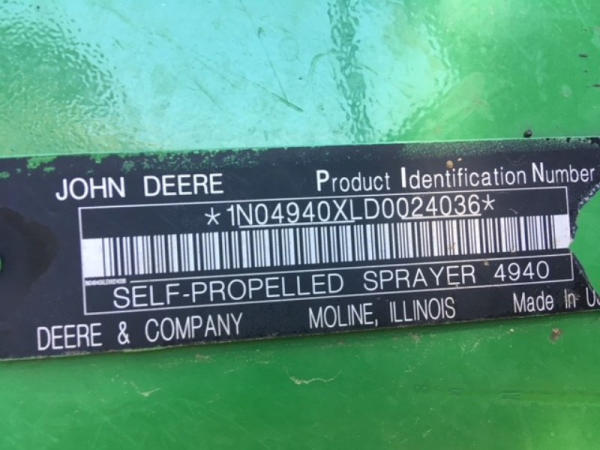 JOHN DEERE Product Identification Number
*1N04940XLD0024036*
SELF-PROPELLED SPRAYER 4940
DEERE & COMPANY MOLINE, ILLINOIS Made In